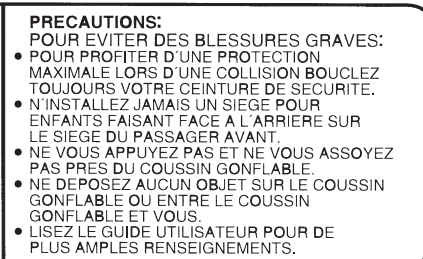 PRECAUTIONS:
POUR EVITER DES BLESSURES GRAVES:
• POUR PROFITER D'UNE PROTECTION
MAXIMALE LORS D'UNE COLLISION BOUCLEZ
TOUJOURS VOTRE CEINTURE DE SECURITE.
• N'INSTALLEZ JAMAIS UN SIEGE POUR
ENFANTS FAISANT FACE A L'ARRIERE SUR
LE SIEGE DU PASSAGER AVANT.
• NE VOUS APPUYEZ PAS ET NE VOUS ASSOYEZ
PAS PRES DU COUSSIN GONFLABLE.
• NE DEPOSEZ AUCUN OBJET SUR LE COUSSIN
GONFLABLE OU ENTRE LE COUSSIN
GONFLABLE ET VOUS.
• LISEZ LE GUIDE UTILISATEUR POUR DE
PLUS AMPLES RENSEIGNEMENTS.